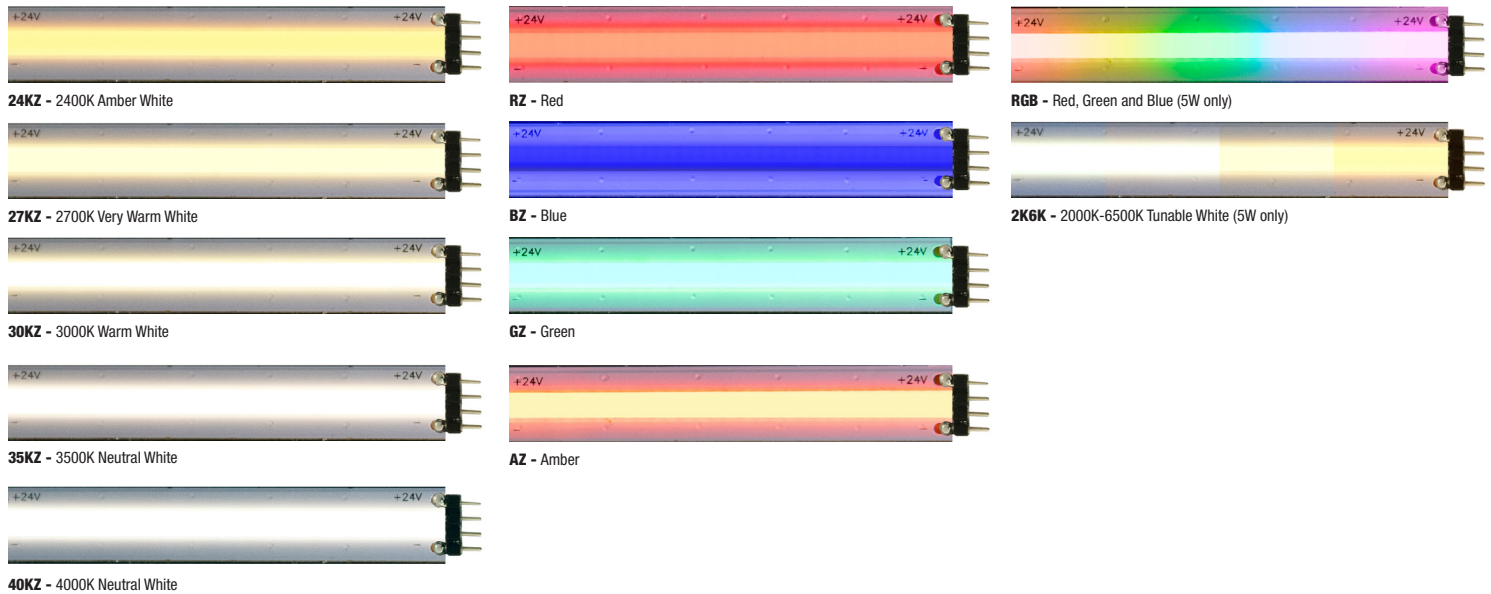 +24V +24V
24KZ - 2400K Amber White
+24V +24V
27KZ - 2700K Very Warm White
+24V +24V
30KZ - 3000K Warm White
+24V +24V
35KZ - 3500K Neutral White
+24V +24V
40KZ - 4000K Neutral White
+24V +24V
RZ - Red
+24V +24V
BZ - Blue
+24V +24V
GZ - Green
+24V +24V
AZ - Amber
+24V +24V
RGB - Red, Green and Blue (5W only)
+24V +24V
2K6K - 2000K-6500K Tunable White (5W only)